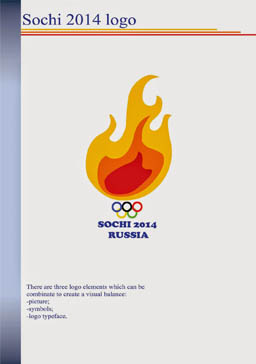 Sochi 2014 logo
SOCHI 2014
RUSSIA
There are three logo elements which can be
combinate to create a visual balance:
-picture;
-symbols;
-logo typeface.